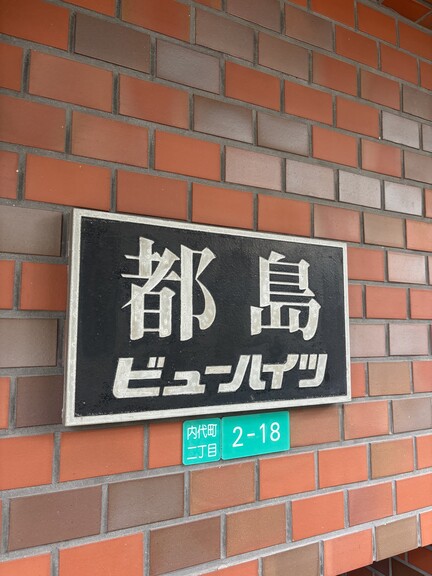 都島
ビューハイツ
内代町
二丁目
2-18